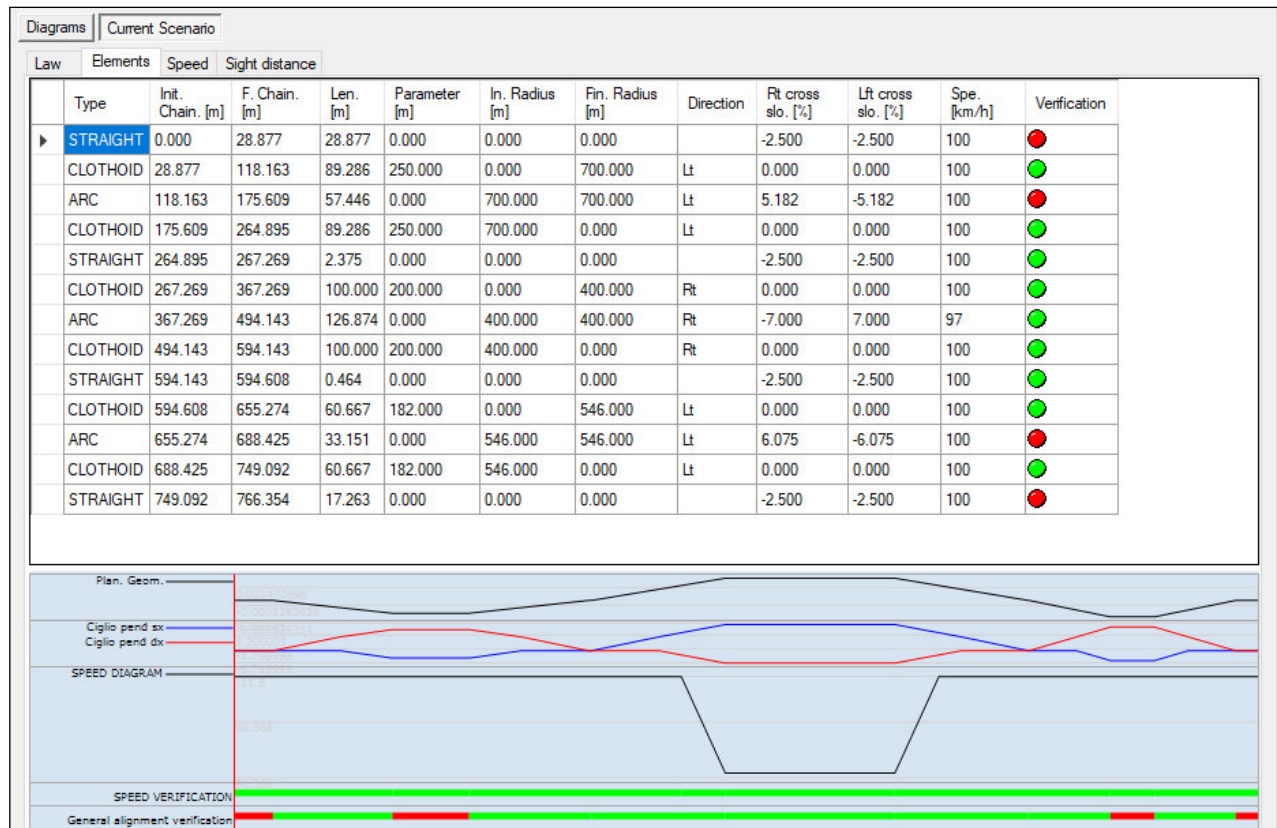 Diagrams Current Scenario
Law Elements Speed Sight distance
Type Init. Chain. [m] F. Chain. [m] Len. [m] Parameter [m] In. Radius [m] Fin. Radius [m] Direction Rt cross slo. [%] Lft cross slo. [%] Spe. [km/h] Verification
STRAIGHT 0.000 28.877 28.877 0.000 0.000 0.000 -2.500 -2.500 100
CLOTHOID 28.877 118.163 89.286 250.000 0.000 700.000 Lt 0.000 0.000 100
ARC 118.163 175.609 57.446 0.000 700.000 700.000 Lt 5.182 -5.182 100
CLOTHOID 175.609 264.895 89.286 250.000 700.000 0.000 Lt 0.000 0.000 100
STRAIGHT 264.895 267.269 2.375 0.000 0.000 0.000 -2.500 -2.500 100
CLOTHOID 267.269 367.269 100.000 200.000 0.000 400.000 Rt 0.000 0.000 100
ARC 367.269 494.143 126.874 0.000 400.000 400.000 Rt -7.000 7.000 97
CLOTHOID 494.143 594.143 100.000 200.000 400.000 0.000 Rt 0.000 0.000 100
STRAIGHT 594.143 594.608 0.464 0.000 0.000 0.000 -2.500 -2.500 100
CLOTHOID 594.608 655.274 60.667 182.000 0.000 546.000 Lt 0.000 0.000 100
ARC 655.274 688.425 33.151 0.000 546.000 546.000 Lt 6.075 -6.075 100
CLOTHOID 688.425 749.092 60.667 182.000 546.000 0.000 Lt 0.000 0.000 100
STRAIGHT 749.092 766.354 17.263 0.000 0.000 0.000 -2.500 -2.500 100
Plan. Geom.
Ciglio pend sx
Ciglio pend dx
SPEED DIAGRAM
SPEED VERIFICATION
General alignment verification